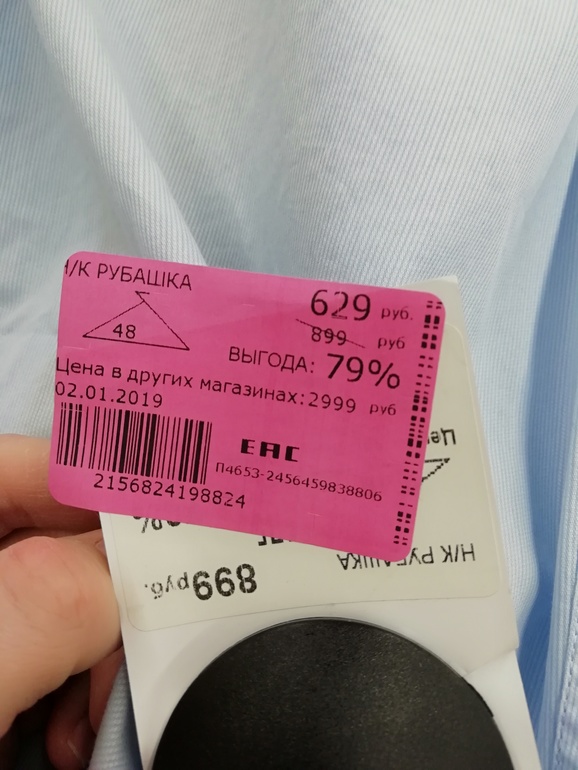 /К РУБАШКА
48
629 руб.
899 руб
ВЫГОДА: 79%
Цена в других магазинах:2999 руб
02.01.2019
ЕАС
П4653-2456459838806
2156824198824
Н/К РУБАШКА
899 руб.